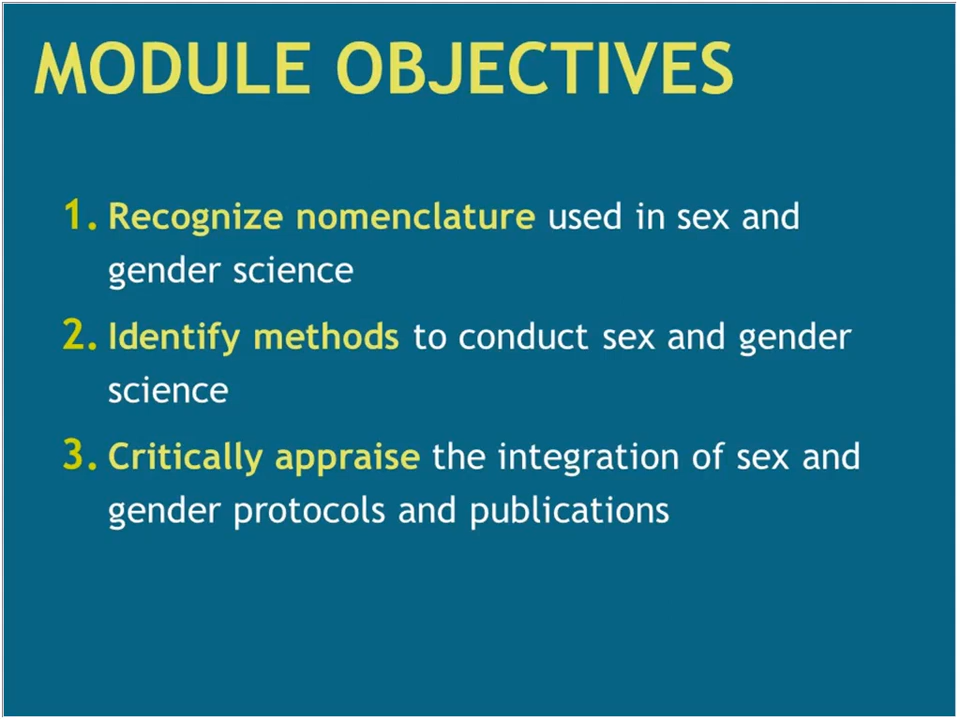 MODULE OBJECTIVES
1. Recognize nomenclature used in sex and
gender science
2. Identify methods to conduct sex and gender
science
3. Critically appraise the integration of sex and
gender protocols and publications